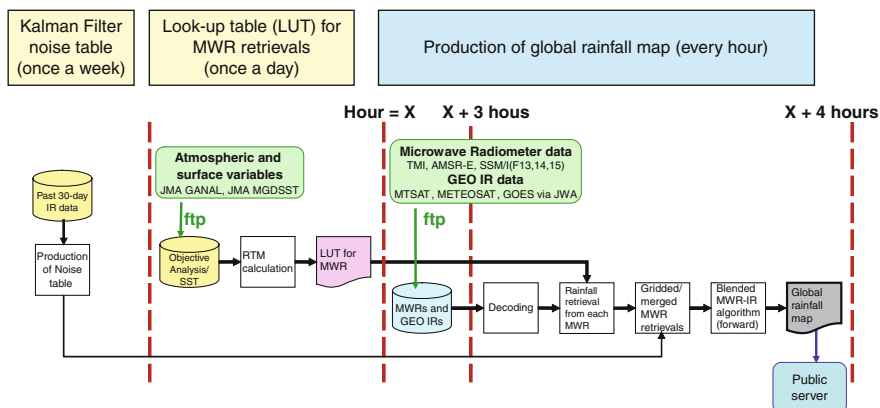 Kalman Filter
noise table
(once a week)
Look-up table (LUT) for
MWR retrievals
(once a day)
Production of global rainfall map (every hour)
Hour = X
X + 3 hous
X + 4 hours
Atmospheric and
surface variables
JMA GANAL, JMA MGDSST
Microwave Radiometer data
TMI, AMSR-E, SSM/I(F13,14,15)
GEO IR data
MTSAT, METEOSAT, GOES via JWA
ftp
ftp
Past 30-day
IR data
Production
of Noise
table
Objective
Analysis/
SST
RTM
calculation
LUT for
MWR
MWRs and
GEO IRs
Decoding
Rainfall
retrieval
from each
MWR
Gridded/
merged
MWR
retrievals
Blended
MWR-IR
algorithm
(forward)
Global
rainfall
map
Public
server